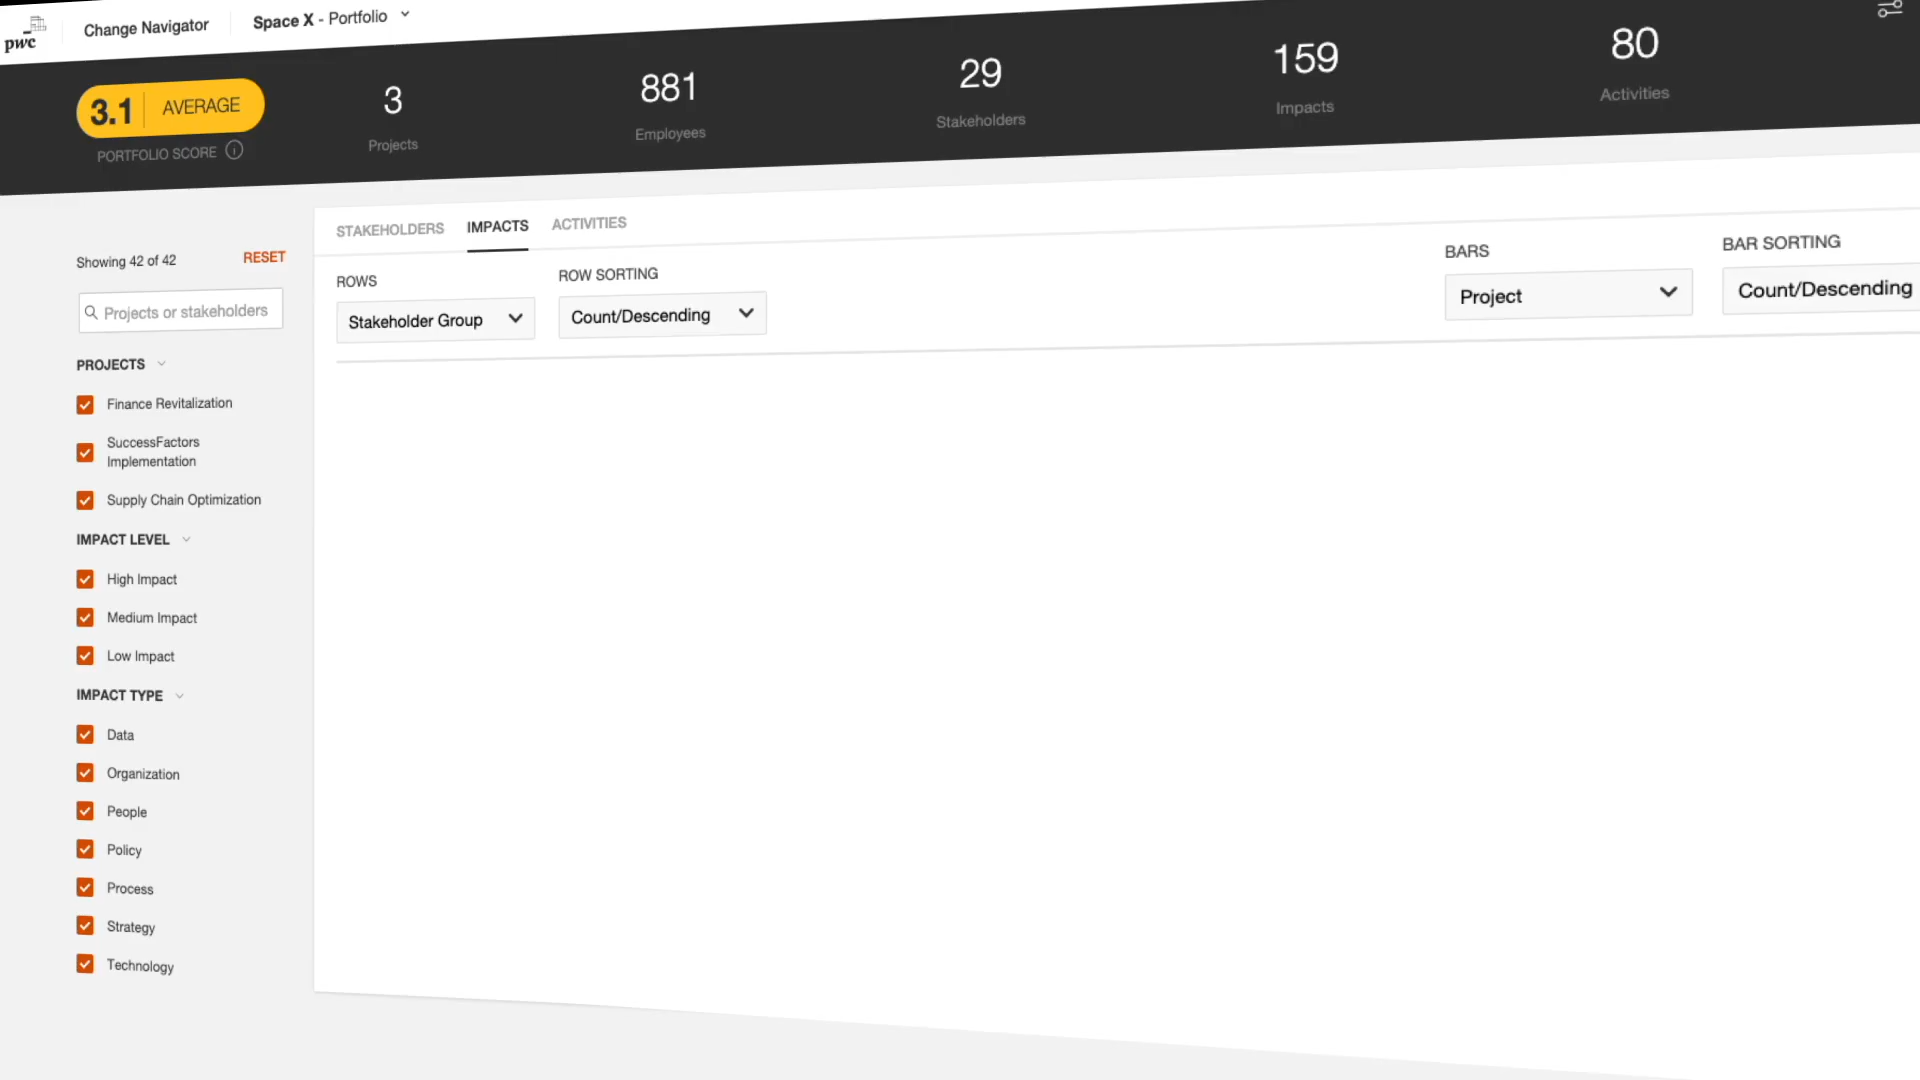 pwc
Change Navigator
Space X - Portfolio
3.1 AVERAGE
PORTFOLIO SCORE
3
Projects
881
Employees
29
Stakeholders
159
Impacts
80
Activities
Showing 42 of 42
RESET
Projects or stakeholders
PROJECTS
Finance Revitalization
SuccessFactors
Implementation
Supply Chain Optimization
IMPACT LEVEL
High Impact
Medium Impact
Low Impact
IMPACT TYPE
Data
Organization
People
Policy
Process
Strategy
Technology
STAKEHOLDERS
IMPACTS
ACTIVITIES
ROWS
Stakeholder Group
ROW SORTING
Count/Descending
BARS
Project
BAR SORTING
Count/Descending